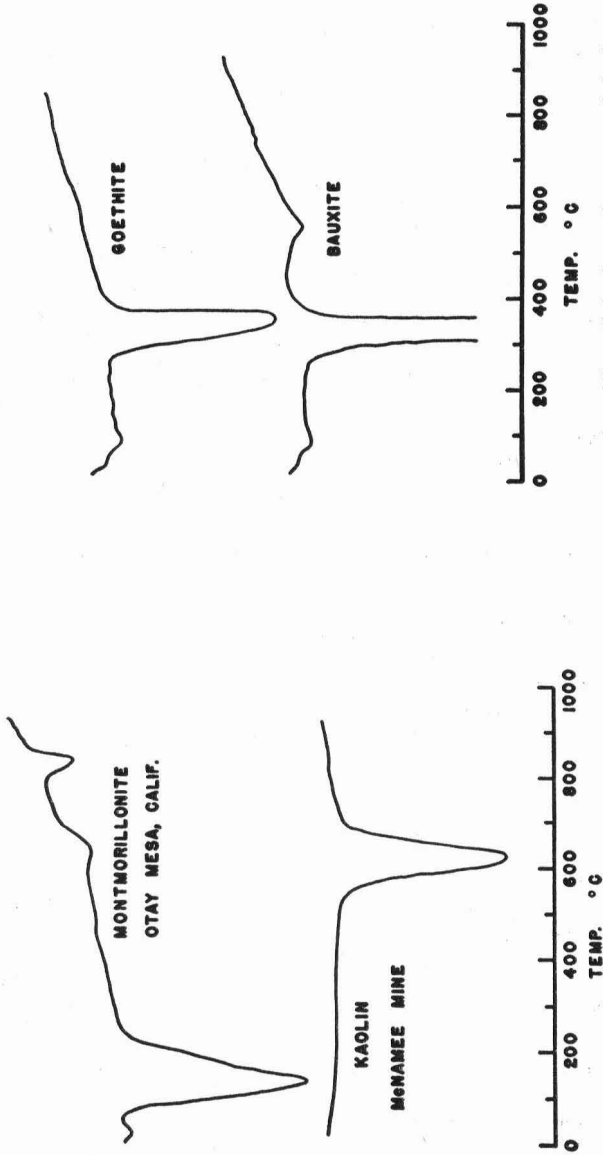 MONTMORILLONITE
OTAY MESA, CALIF.
KAOLIN
McNAMEE MINE
0 200 400 600 800 1000
TEMP. °C
GOETHITE
BAUXITE
0 200 400 600 800 1000
TEMP. °C